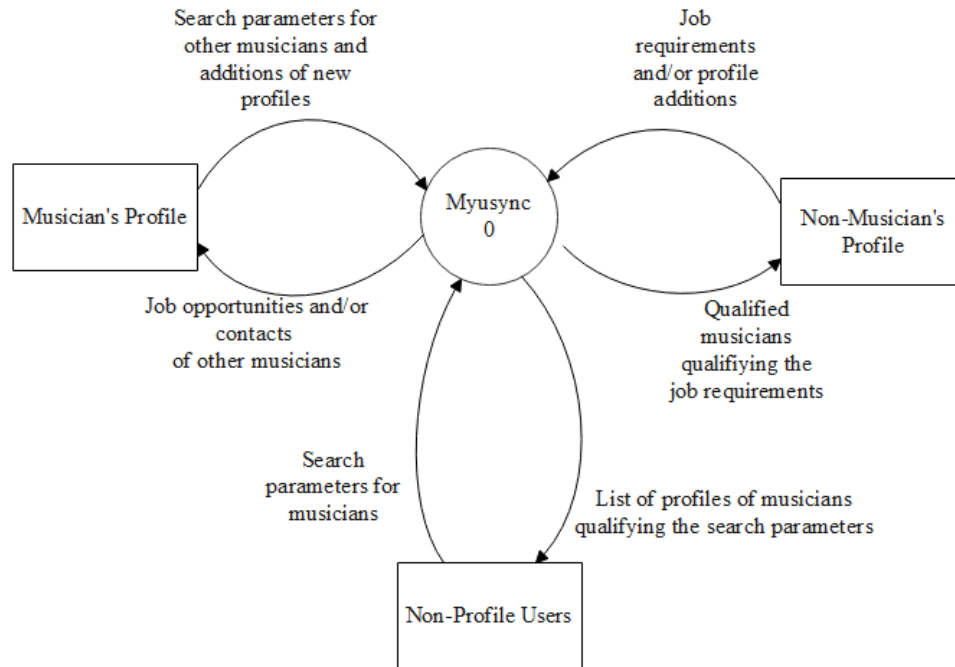 Search parameters for
other musicians and
additions of new
profiles
Job
requirements
and/or profile
additions
Musician's Profile
Myusync
0
Non-Musician's
Profile
Job opportunities and/or
contacts
of other musicians
Qualified
musicians
qualifiying the
job requirements
Search
parameters for
musicians
List of profiles of musicians
qualifying the search parameters
Non-Profile Users